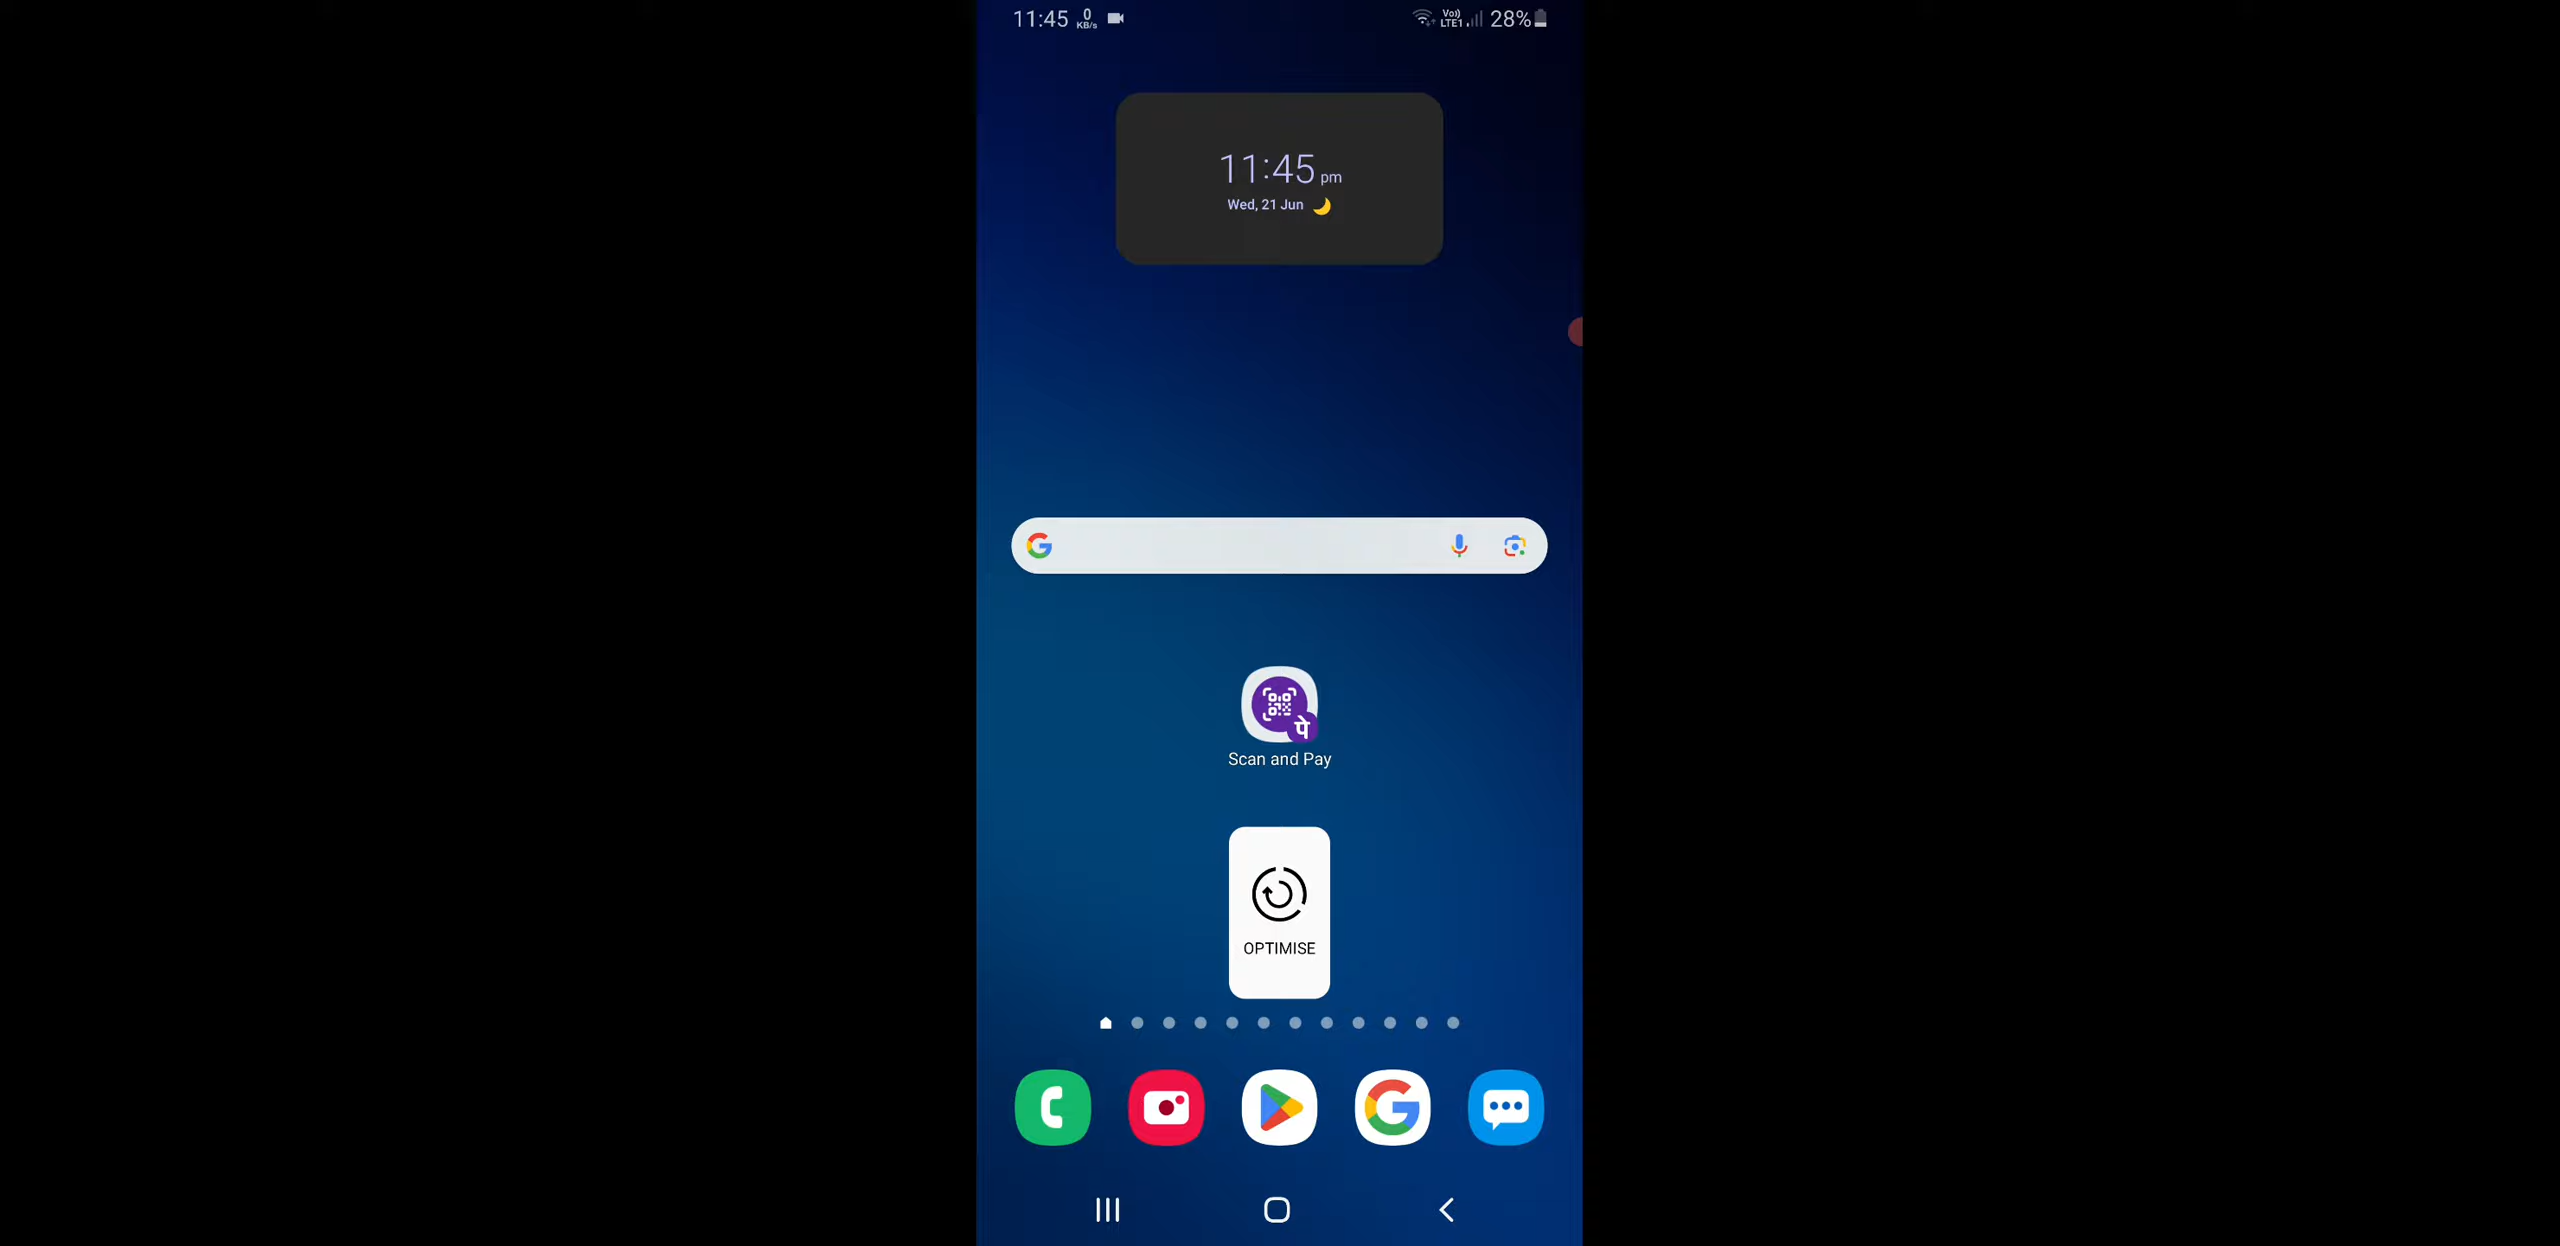 11:45 0 KB/s Vo)) LTE1 28%
11:45 pm
Wed, 21 Jun
पे
Scan and Pay
OPTIMISE